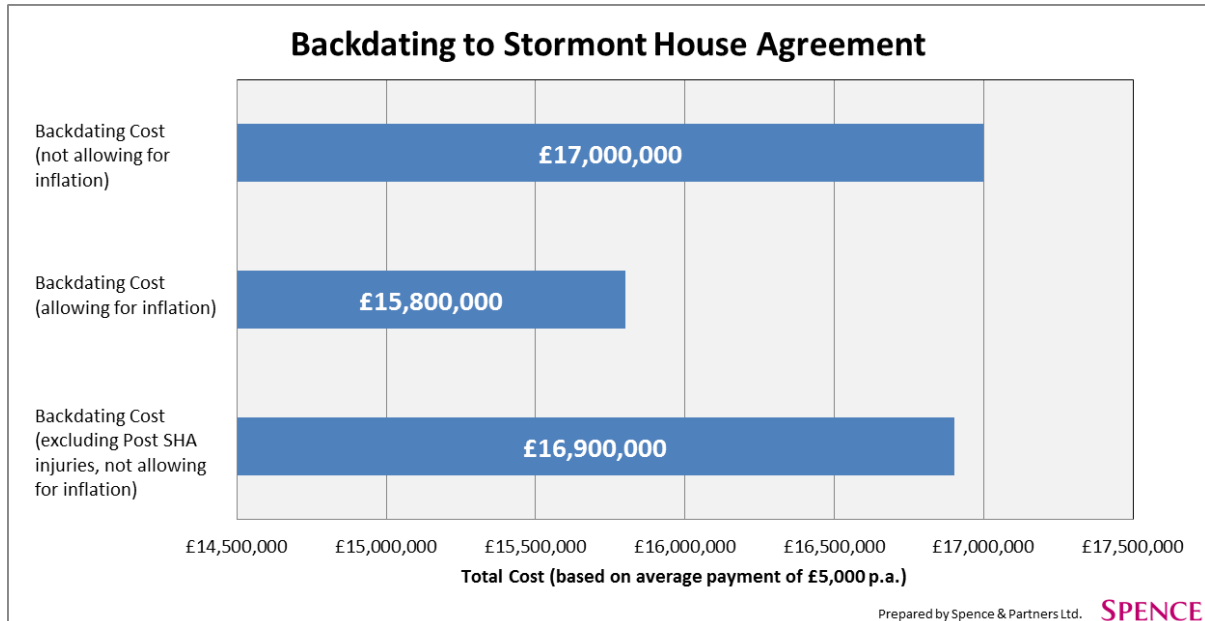 Backdating to Stormont House Agreement
Backdating Cost
(not allowing for
inflation)
£17,000,000
Backdating Cost
(allowing for inflation)
£15,800,000
Backdating Cost
(excluding Post SHA
injuries, not allowing
for inflation)
£16,900,000
£14,500,000 £15,000,000 £15,500,000 £16,000,000 £16,500,000 £17,000,000 £17,500,000
Total Cost (based on average payment of £5,000 p.a.)
Prepared by Spence & Partners Ltd. SPENCE